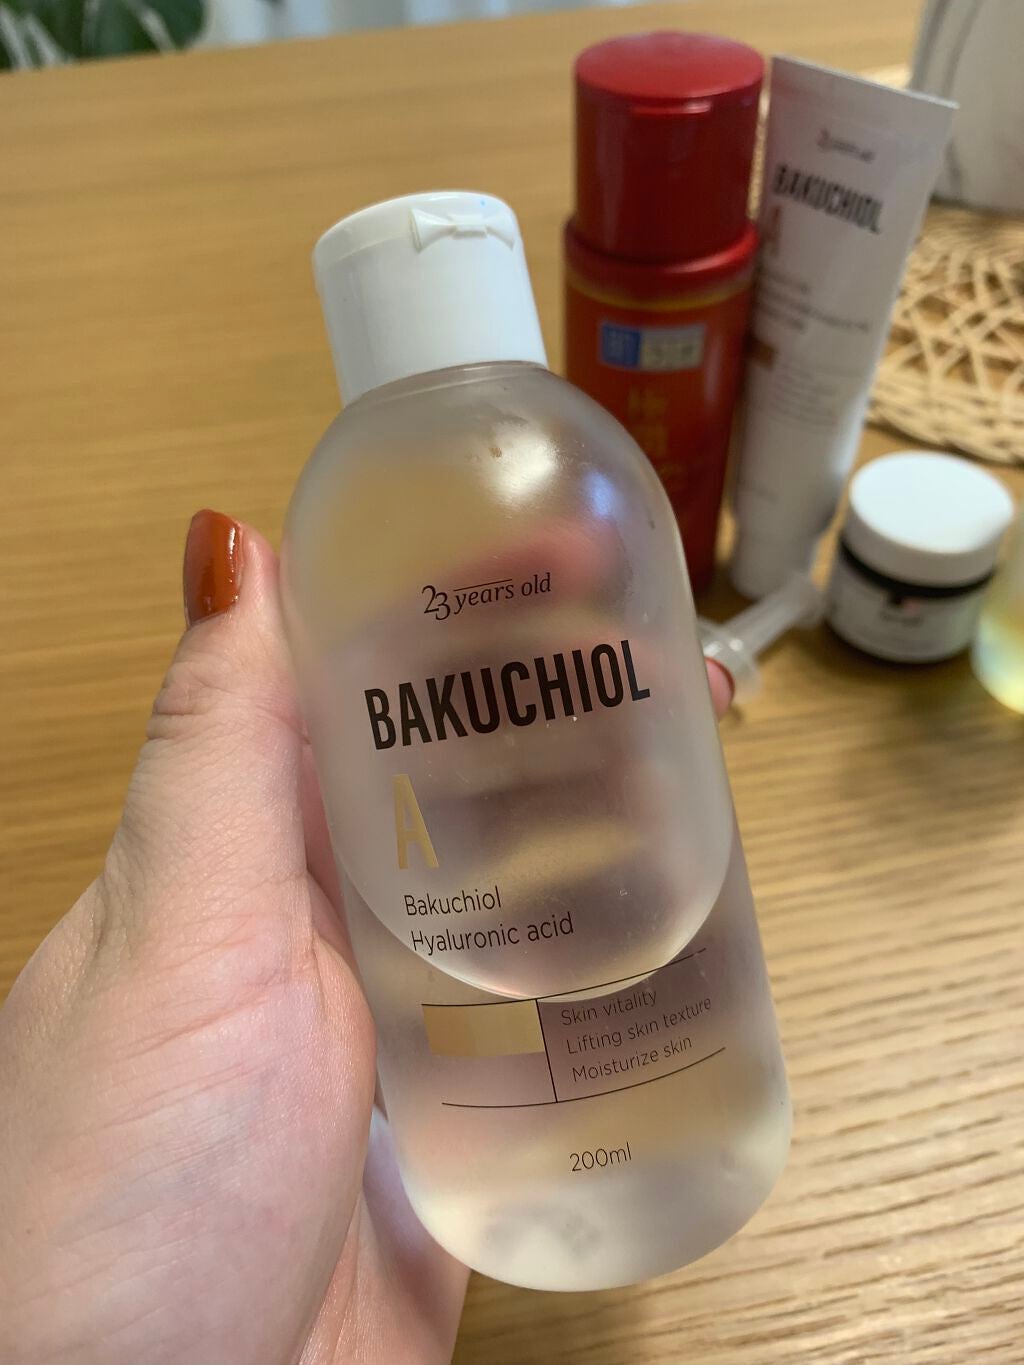 23 years old
BAKUCHIOL
A
Bakuchiol
Hyaluronic acid
Skin vitality
Lifting skin texture
Moisturize skin
200ml
BAKUCHIOL
A